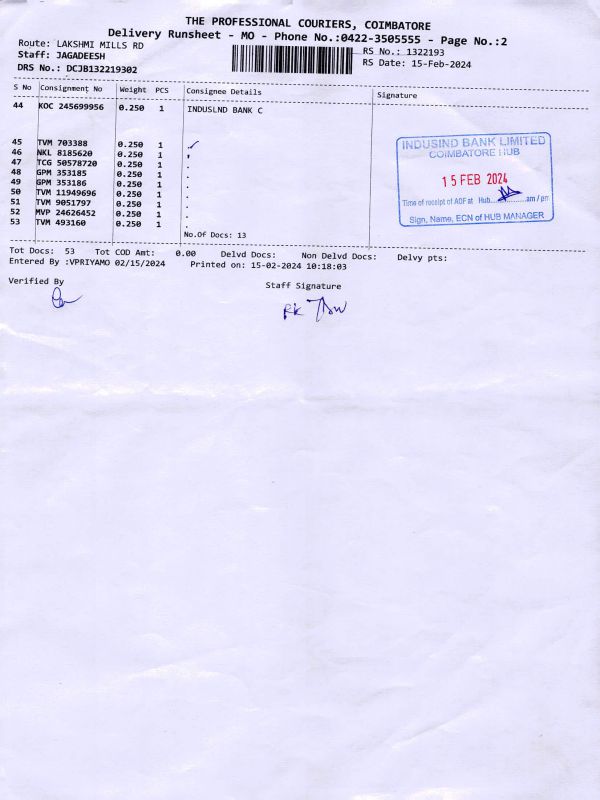 THE PROFESSIONAL COURIERS, COIMBATORE
Delivery Runsheet - MO - Phone No.:0422-3505555 - Page No.:2
Route: LAKSHMI MILLS RD
RS No.: 1322193
Staff: JAGADEESH
RS Date: 15-Feb-2024
DRS No.: DCJB132219302
S No Consignment No Weight PCS Consignee Details Signature
44 KOC 245699956 0.250 1 INDUSLND BANK C
45 TVM 703388 0.250 1
46 NKL 8185620 0.250 1 '
47 TCG 50578720 0.250 1 .
48 GPM 353185 0.250 1 .
49 GPM 353186 0.250 1 .
50 TVM 11949696 0.250 1 .
51 TVM 9051797 0.250 1 .
52 MVP 24626452 0.250 1 .
53 TVM 493160 0.250 1 .
No.Of Docs: 13
INDUSIND BANK LIMITED
COIMBATORE HUB
15 FEB 2024
Time of receipt of AOF at Hub..............am / pm
Sign, Name, ECN of HUB MANAGER
Tot Docs: 53 Tot COD Amt: 0.00 Delvd Docs: Non Delvd Docs: Delvy pts:
Entered By :VPRIYAMO 02/15/2024 Printed on: 15-02-2024 10:18:03
Verified By Staff Signature